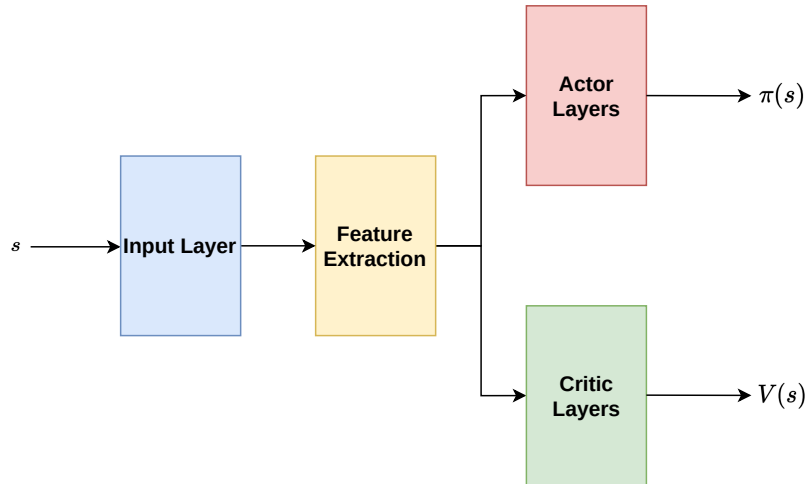 s
Input Layer
Feature
Extraction
Actor
Layers
π(s)
Critic
Layers
V(s)